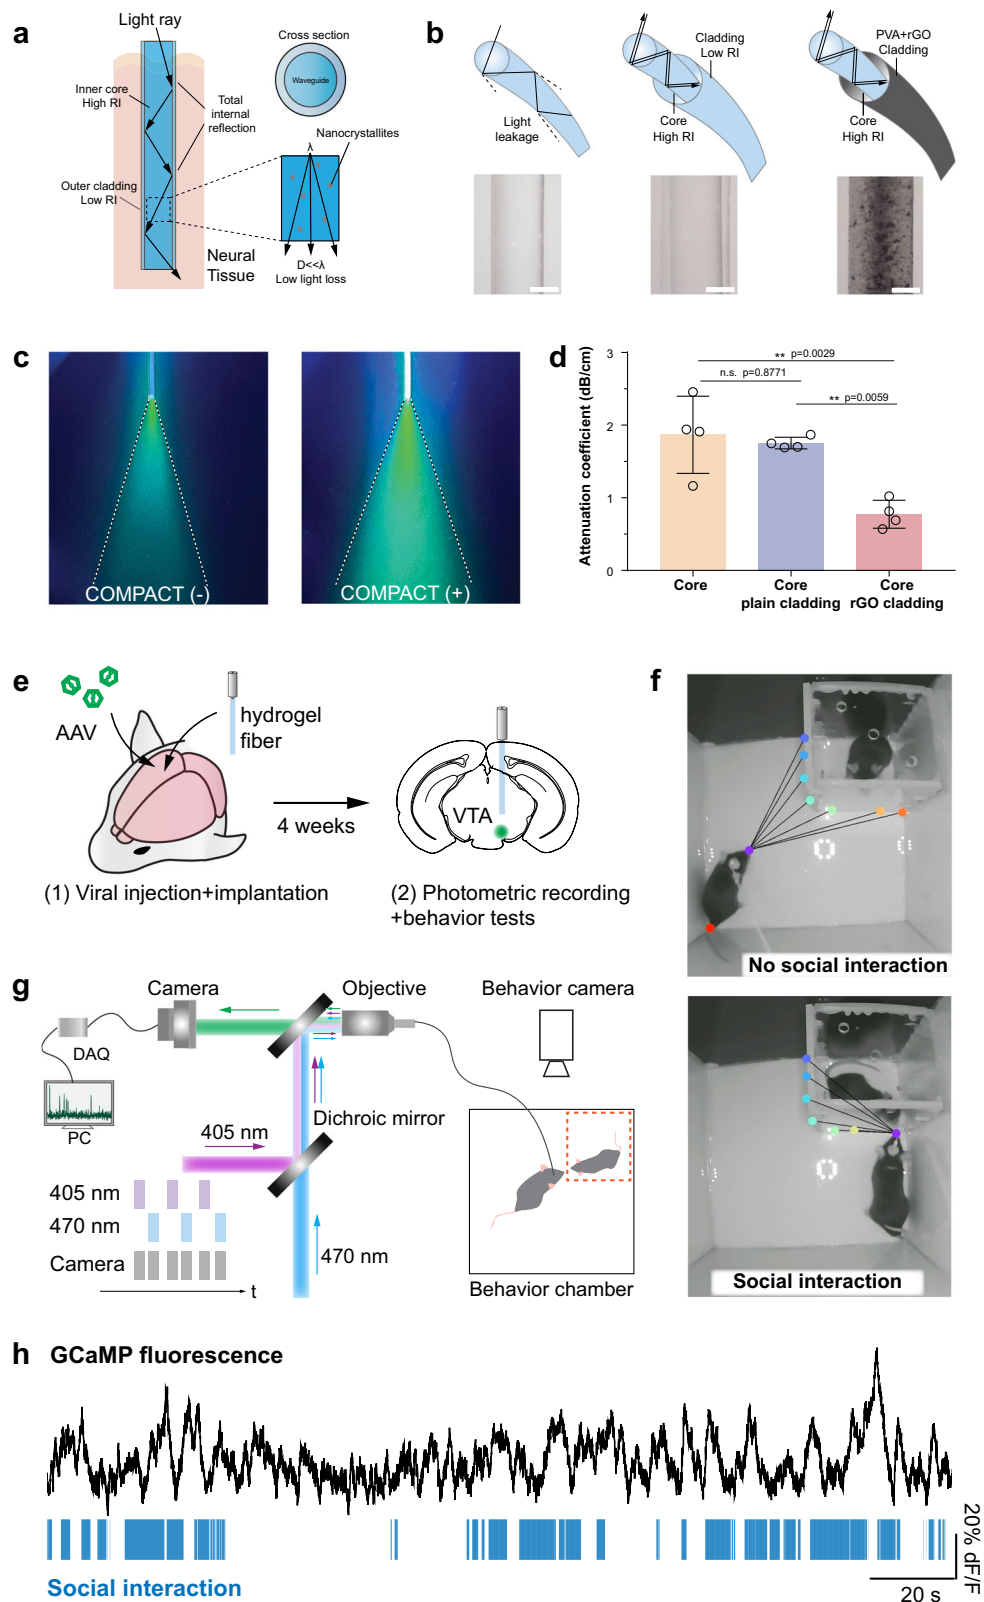 a
Light ray
Cross section
Waveguide
Inner core
High RI
Total
internal
reflection
Nanocrystallites
λ
Outer cladding
Low RI
Neural
Tissue
D<<λ
Low light loss
b
Cladding
Low RI
PVA+rGO
Cladding
Light
leakage
Core
High RI
Core
High RI
c
COMPACT (-)
COMPACT (+)
d
Attenuation coefficient (dB/cm)
3
2
1
0
** p=0.0029
n.s. p=0.8771
** p=0.0059
Core
Core
plain cladding
Core
rGO cladding
e
AAV
hydrogel
fiber
4 weeks
VTA
(1) Viral injection+implantation
(2) Photometric recording
+behavior tests
f
No social interaction
Social interaction
g
Camera
Objective
Behavior camera
DAQ
PC
Dichroic mirror
405 nm
405 nm
470 nm
Camera
t
470 nm
Behavior chamber
h
GCaMP fluorescence
Social interaction
20% dF/F
20 s